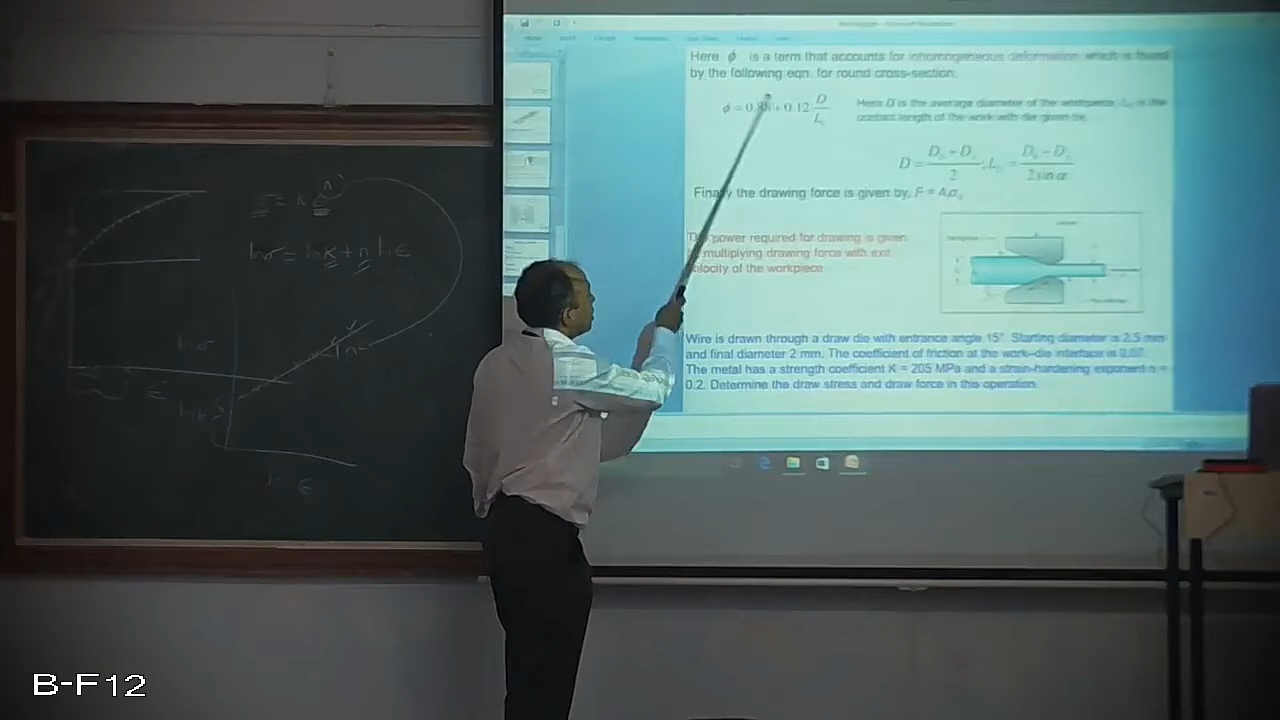 σ = K ε^n
lnσ = lnK + n lnε
n
lnσ
lnK
ε
ε
Here ϕ is a term that accounts for inhomogeneous deformation, which is found
by the following eqn. for round cross-section.
ϕ = 0.88 + 0.12 D/Lc
Here D is the average diameter of the workpiece, Lc is the
contact length of the work with die given by,
D = (D0 + Df)/2 ; Lc = (D0 − Df)/(2 sin α)
Finally the drawing force is given by, F = Afσd
The power required for drawing is given
multiplying drawing force with exit
velocity of the workpiece
Wire is drawn through a draw die with entrance angle 15°. Starting diameter is 2.5 mm
and final diameter 2 mm. The coefficient of friction at the work–die interface is 0.07.
The metal has a strength coefficient K = 205 MPa and a strain-hardening exponent n =
0.2. Determine the draw stress and draw force in this operation.
B-F12